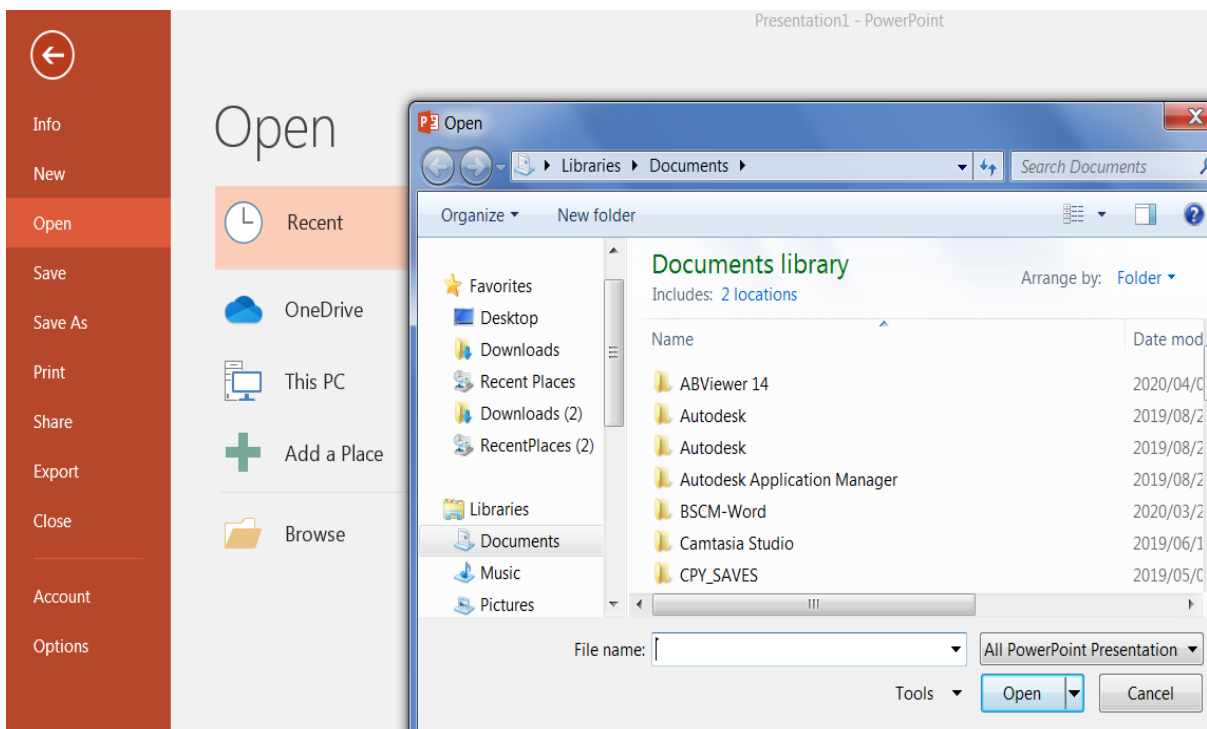 Presentation1 - PowerPoint
Info
New
Open
Save
Save As
Print
Share
Export
Close
Account
Options
Open
Recent
OneDrive
This PC
Add a Place
Browse
Open
Libraries Documents
Search Documents
Organize New folder
Favorites
Desktop
Downloads
Recent Places
Downloads (2)
RecentPlaces (2)
Libraries
Documents
Music
Pictures
Documents library
Includes: 2 locations
Arrange by: Folder
Name Date mod
ABViewer 14 2020/04/0
Autodesk 2019/08/2
Autodesk 2019/08/2
Autodesk Application Manager 2019/08/2
BSCM-Word 2020/03/2
Camtasia Studio 2019/06/1
CPY_SAVES 2019/05/0
File name: All PowerPoint Presentation
Tools Open Cancel